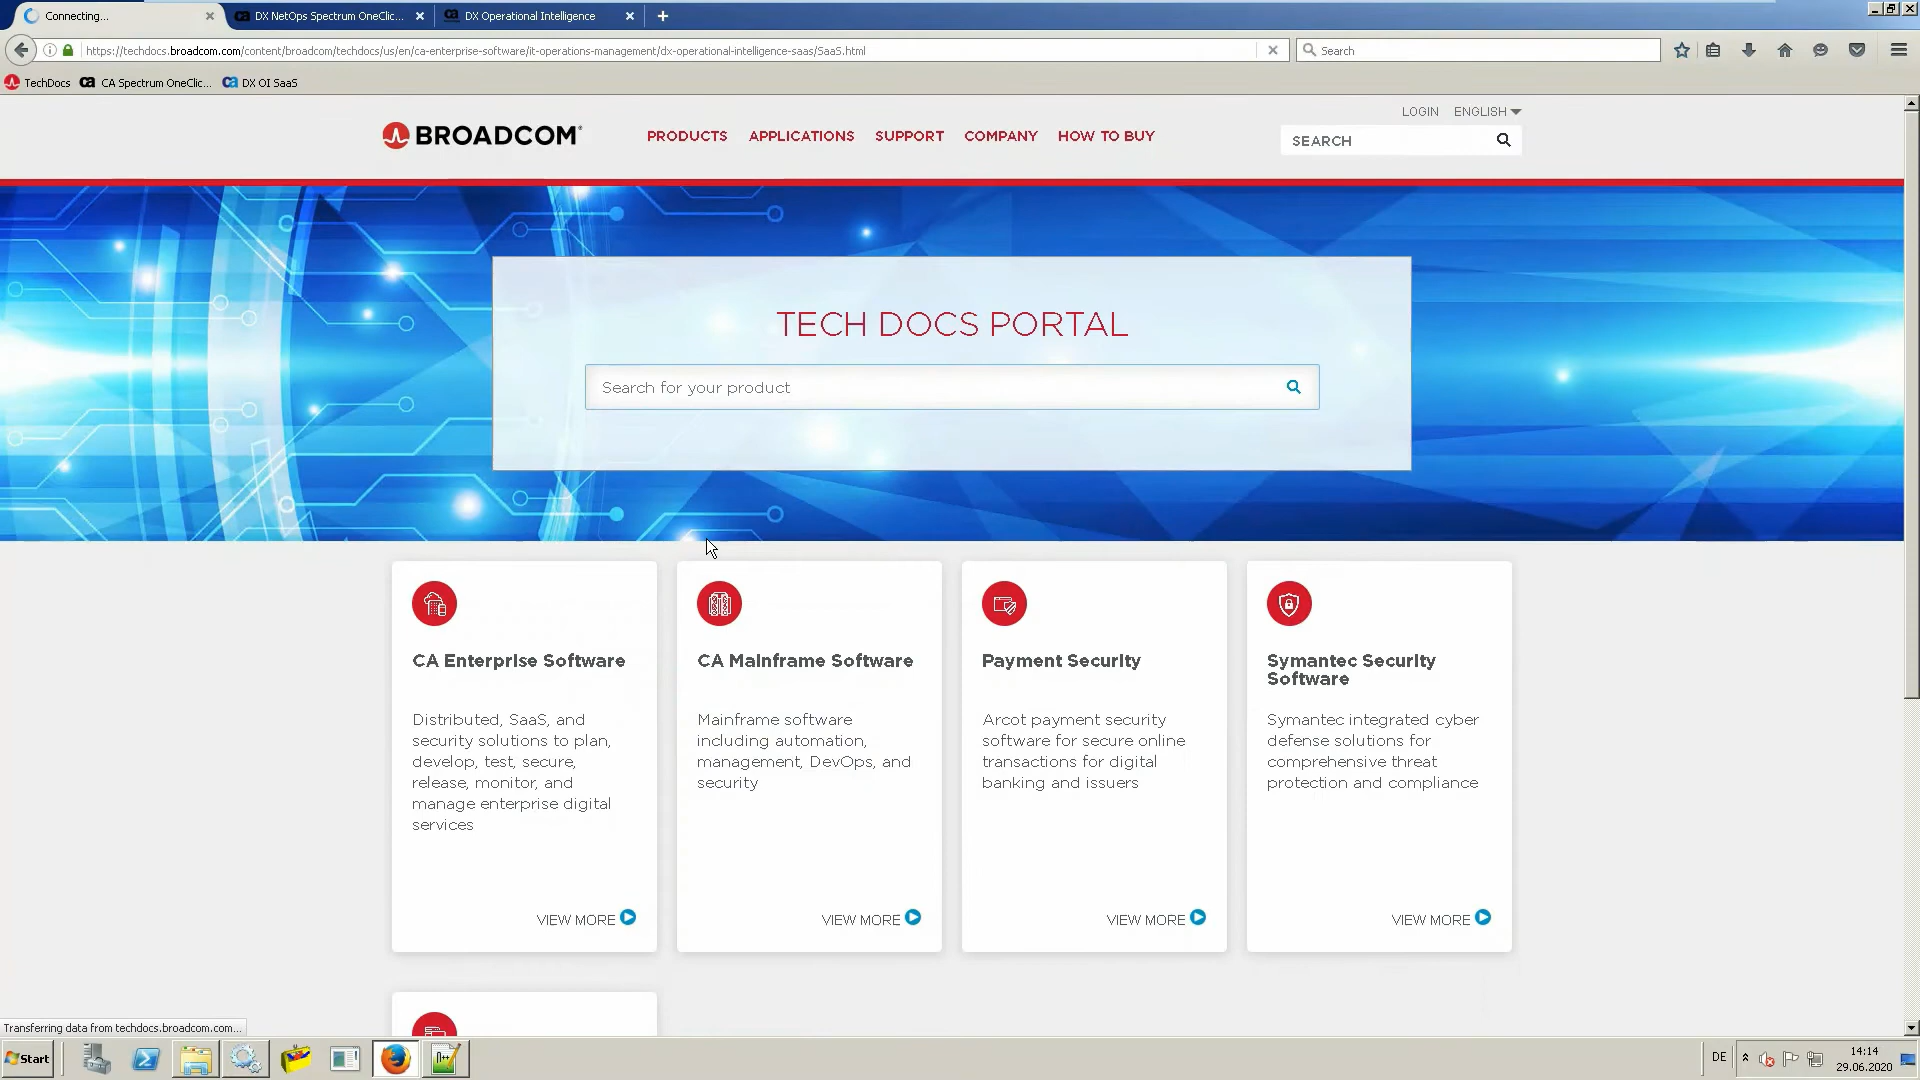 Connecting...
DX NetOps Spectrum OneClic...
DX Operational Intelligence
https://techdocs.broadcom.com/content/broadcom/techdocs/us/en/ca-enterprise-software/it-operations-management/dx-operational-intelligence-saas/SaaS.html
Search
TechDocs
CA Spectrum OneClic...
DX OI SaaS
LOGIN
ENGLISH
BROADCOM®
PRODUCTS
APPLICATIONS
SUPPORT
COMPANY
HOW TO BUY
SEARCH
TECH DOCS PORTAL
Search for your product
CA Enterprise Software
Distributed, SaaS, and
security solutions to plan,
develop, test, secure,
release, monitor, and
manage enterprise digital
services
VIEW MORE
CA Mainframe Software
Mainframe software
including automation,
management, DevOps, and
security
VIEW MORE
Payment Security
Arcot payment security
software for secure online
transactions for digital
banking and issuers
VIEW MORE
Symantec Security
Software
Symantec integrated cyber
defense solutions for
comprehensive threat
protection and compliance
VIEW MORE
Transferring data from techdocs.broadcom.com...
Start
DE
14:14
29.06.2020